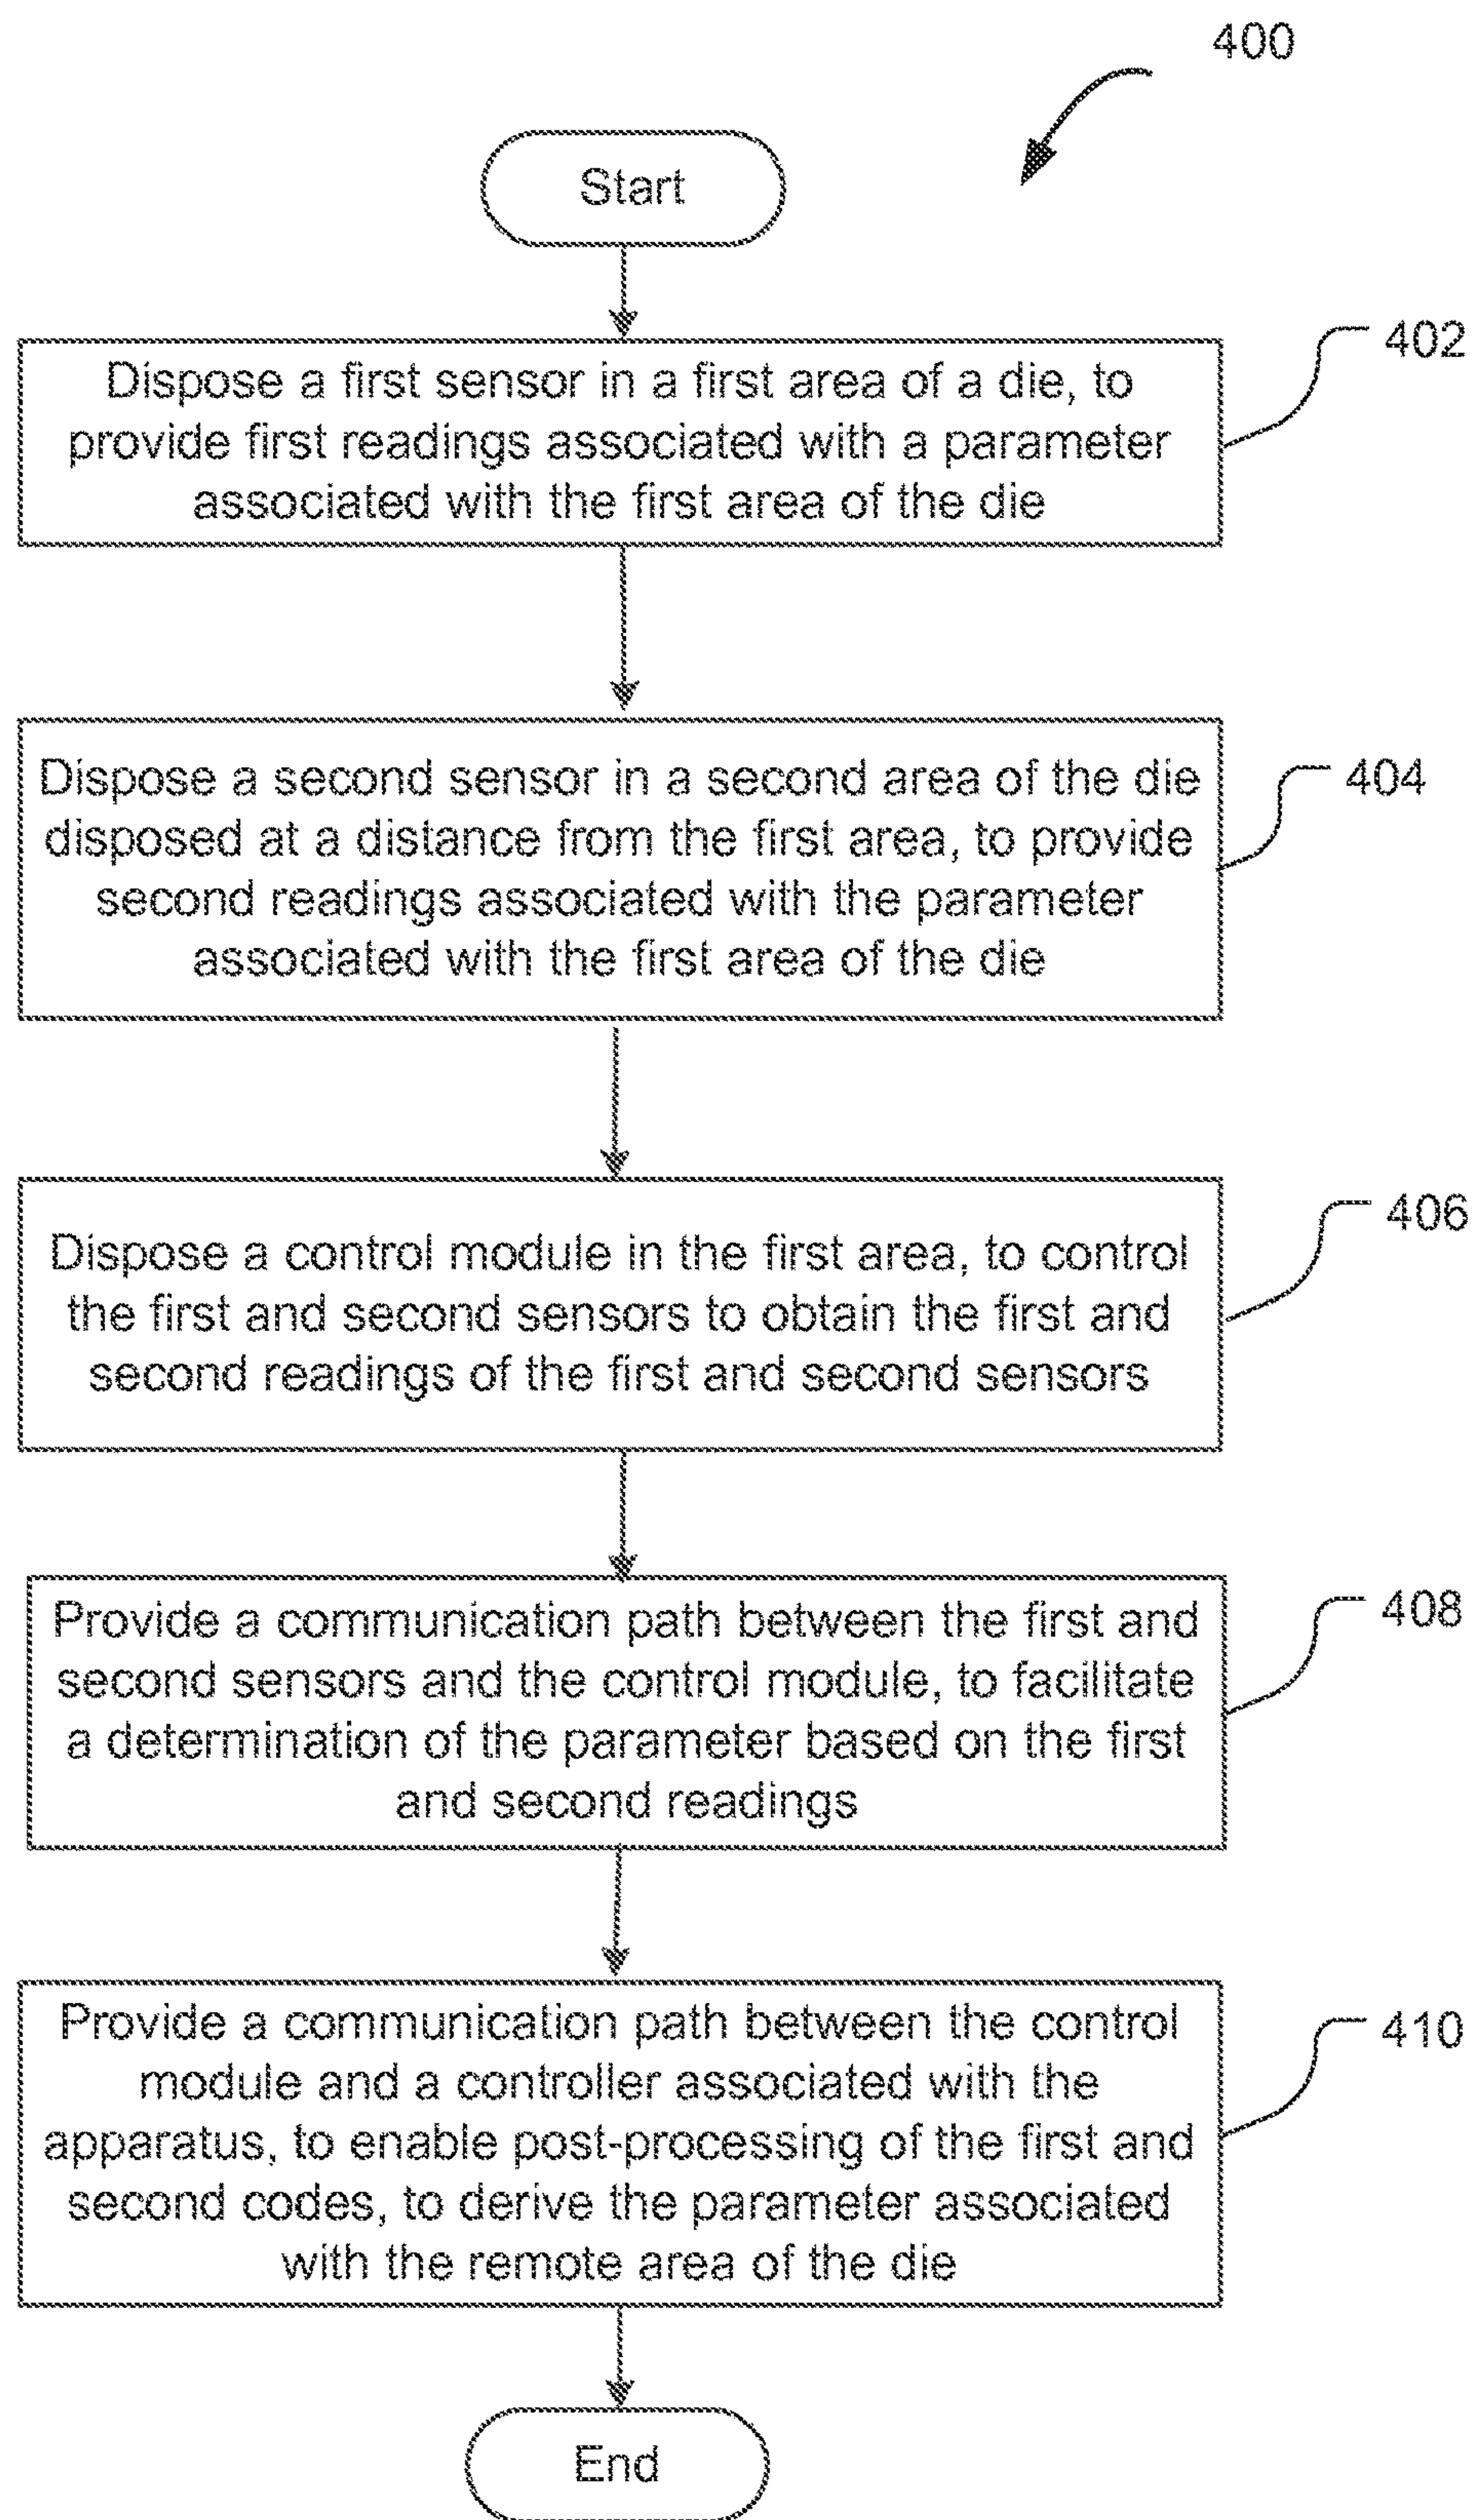 400
Start
402
Dispose a first sensor in a first area of a die, to
provide first readings associated with a parameter
associated with the first area of the die
404
Dispose a second sensor in a second area of the die
disposed at a distance from the first area, to provide
second readings associated with the parameter
associated with the first area of the die
406
Dispose a control module in the first area, to control
the first and second sensors to obtain the first and
second readings of the first and second sensors
408
Provide a communication path between the first and
second sensors and the control module, to facilitate
a determination of the parameter based on the first
and second readings
410
Provide a communication path between the control
module and a controller associated with the
apparatus, to enable post-processing of the first and
second codes, to derive the parameter associated
with the remote area of the die
End